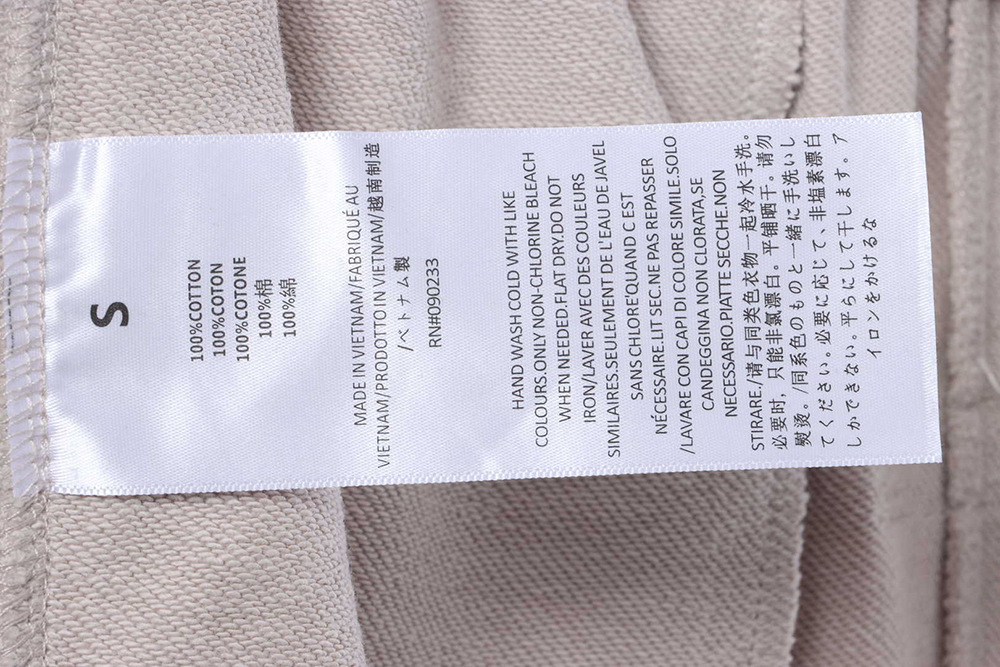 S
100%COTTON
100%COTON
100%COTONE
100%棉
100%綿
MADE IN VIETNAM/FABRIQUÉ AU
VIETNAM/PRODOTTO IN VIETNAM/越南制造
/ベトナム製
RN#090233
HAND WASH COLD WITH LIKE
COLOURS.ONLY NON-CHLORINE BLEACH
WHEN NEEDED.FLAT DRY.DO NOT
IRON/LAVER AVEC DES COULEURS
SIMILAIRES.SEULEMENT DE L'EAU DE JAVEL
SANS CHLORE'QUAND C EST
NÉCESSAIRE.LIT SEC.NE PAS REPASSER
/LAVARE CON CAPI DI COLORE SIMILE.SOLO
CANDEGGINA NON CLORATA,SE
NECESSARIO.PIATTE SECCHE.NON
STIRARE./请与同类色衣物一起冷水手洗。
必要时，只能非氯漂白。平铺晒干。请勿
熨烫。/同系色のものと一緒に手洗いし
てください。必要に応じて、非塩素漂白
しかできない。平らにして干します。ア
イロンをかけるな